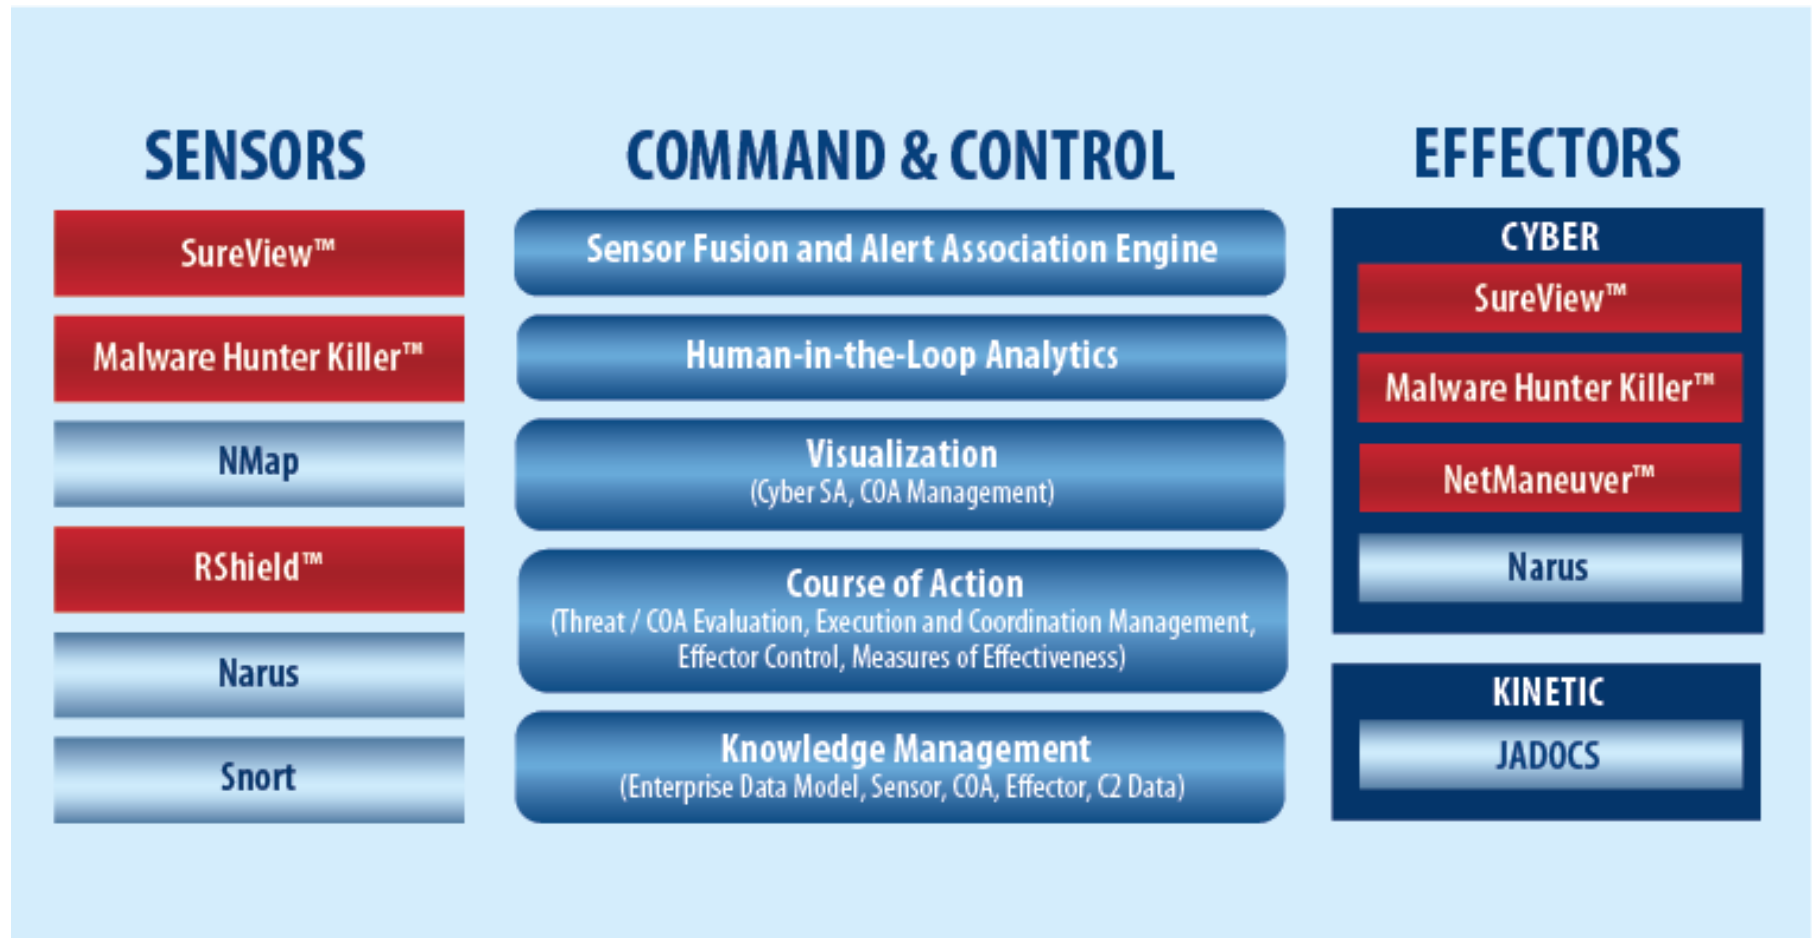 SENSORS
SureView™
Malware Hunter Killer™
NMap
RShield™
Narus
Snort
COMMAND & CONTROL
Sensor Fusion and Alert Association Engine
Human-in-the-Loop Analytics
Visualization
(Cyber SA, COA Management)
Course of Action
(Threat / COA Evaluation, Execution and Coordination Management,
Effector Control, Measures of Effectiveness)
Knowledge Management
(Enterprise Data Model, Sensor, COA, Effector, C2 Data)
EFFECTORS
CYBER
SureView™
Malware Hunter Killer™
NetManeuver™
Narus
KINETIC
JADOCS